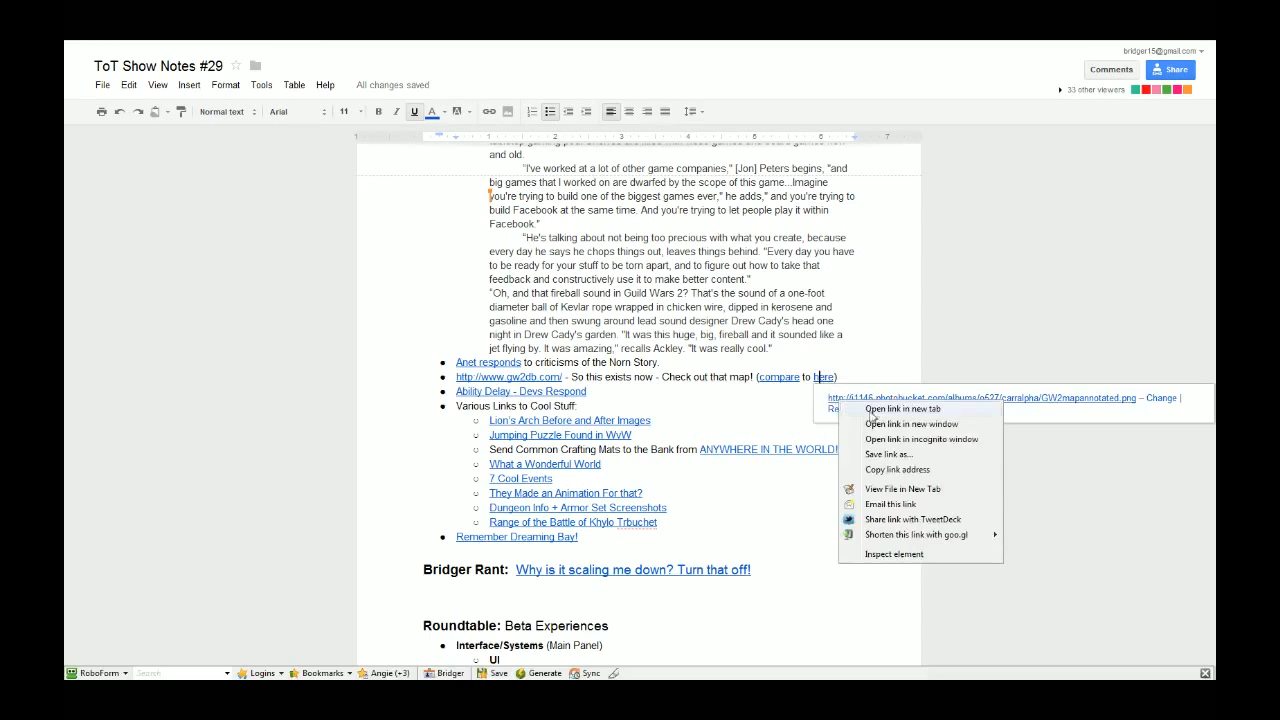 bridger15@gmail.com
ToT Show Notes #29
File Edit View Insert Format Tools Table Help All changes saved
Comments Share
33 other viewers
Normal text Arial 11 B I U A
1 1 2 3 4 5 6 7
and old.
"I've worked at a lot of other game companies," [Jon] Peters begins, "and
big games that I worked on are dwarfed by the scope of this game...Imagine
you're trying to build one of the biggest games ever," he adds," and you're trying to
build Facebook at the same time. And you're trying to let people play it within
Facebook."
"He's talking about not being too precious with what you create, because
every day he says he chops things out, leaves things behind. "Every day you have
to be ready for your stuff to be torn apart, and to figure out how to take that
feedback and constructively use it to make better content."
"Oh, and that fireball sound in Guild Wars 2? That's the sound of a one-foot
diameter ball of Kevlar rope wrapped in chicken wire, dipped in kerosene and
gasoline and then swung around lead sound designer Drew Cady's head one
night in Drew Cady's garden. "It was this huge, big, fireball and it sounded like a
jet flying by. It was amazing," recalls Ackley. "It was really cool."
Anet responds to criticisms of the Norn Story.
http://www.gw2db.com/ - So this exists now - Check out that map! (compare to here)
http://i1146.photobucket.com/albums/o527/carralpha/GW2mapannotated.png – Change |
Ability Delay - Devs Respond
Various Links to Cool Stuff:
Lion's Arch Before and After Images
Jumping Puzzle Found in WvW
Send Common Crafting Mats to the Bank from ANYWHERE IN THE WORLD!
What a Wonderful World
7 Cool Events
They Made an Animation For that?
Dungeon Info + Armor Set Screenshots
Range of the Battle of Khylo Trbuchet
Remember Dreaming Bay!
Open link in new tab
Open link in new window
Open link in incognito window
Save link as...
Copy link address
View File in New Tab
Email this link
Share link with TweetDeck
Shorten this link with goo.gl
Inspect element
Bridger Rant: Why is it scaling me down? Turn that off!
Roundtable: Beta Experiences
Interface/Systems (Main Panel)
UI
RoboForm Search Logins Bookmarks Angie (+3) Bridger Save Generate Sync